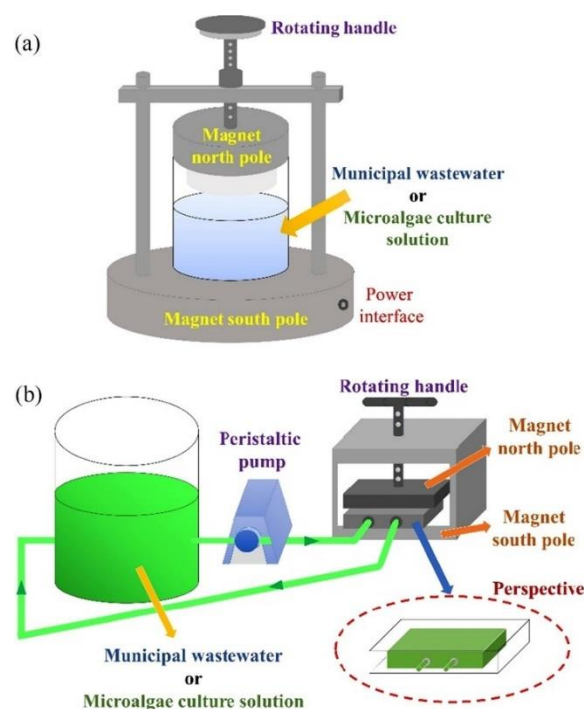 (a)
Rotating handle
Magnet
north pole
Municipal wastewater
or
Microalgae culture
solution
Power
interface
Magnet south pole
(b)
Rotating handle
Peristaltic
pump
Magnet
north pole
Magnet
south pole
Perspective
Municipal wastewater
or
Microalgae culture solution